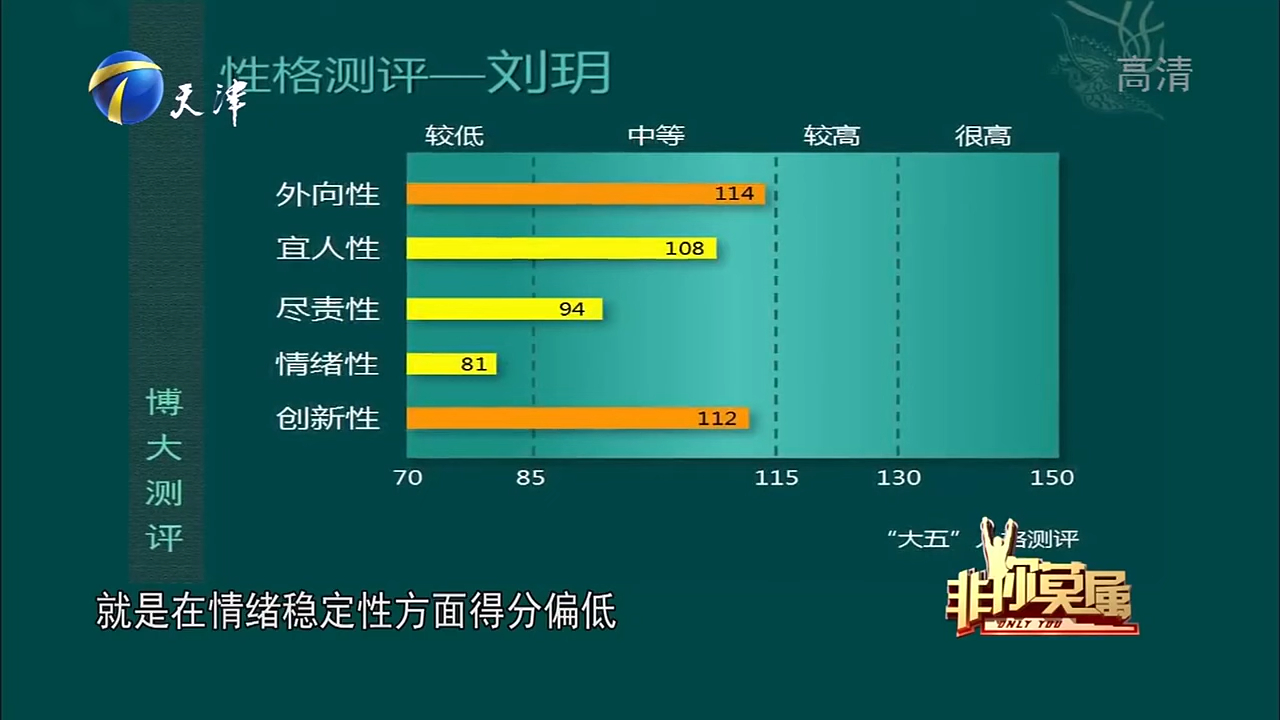 性格测评—刘玥
天津
高清
较低 中等 较高 很高
外向性 114
宜人性 108
尽责性 94
情绪性 81
创新性 112
70 85 115 130 150
博大测评
“大五”人格测评
非你莫属
ONLY YOU
就是在情绪稳定性方面得分偏低